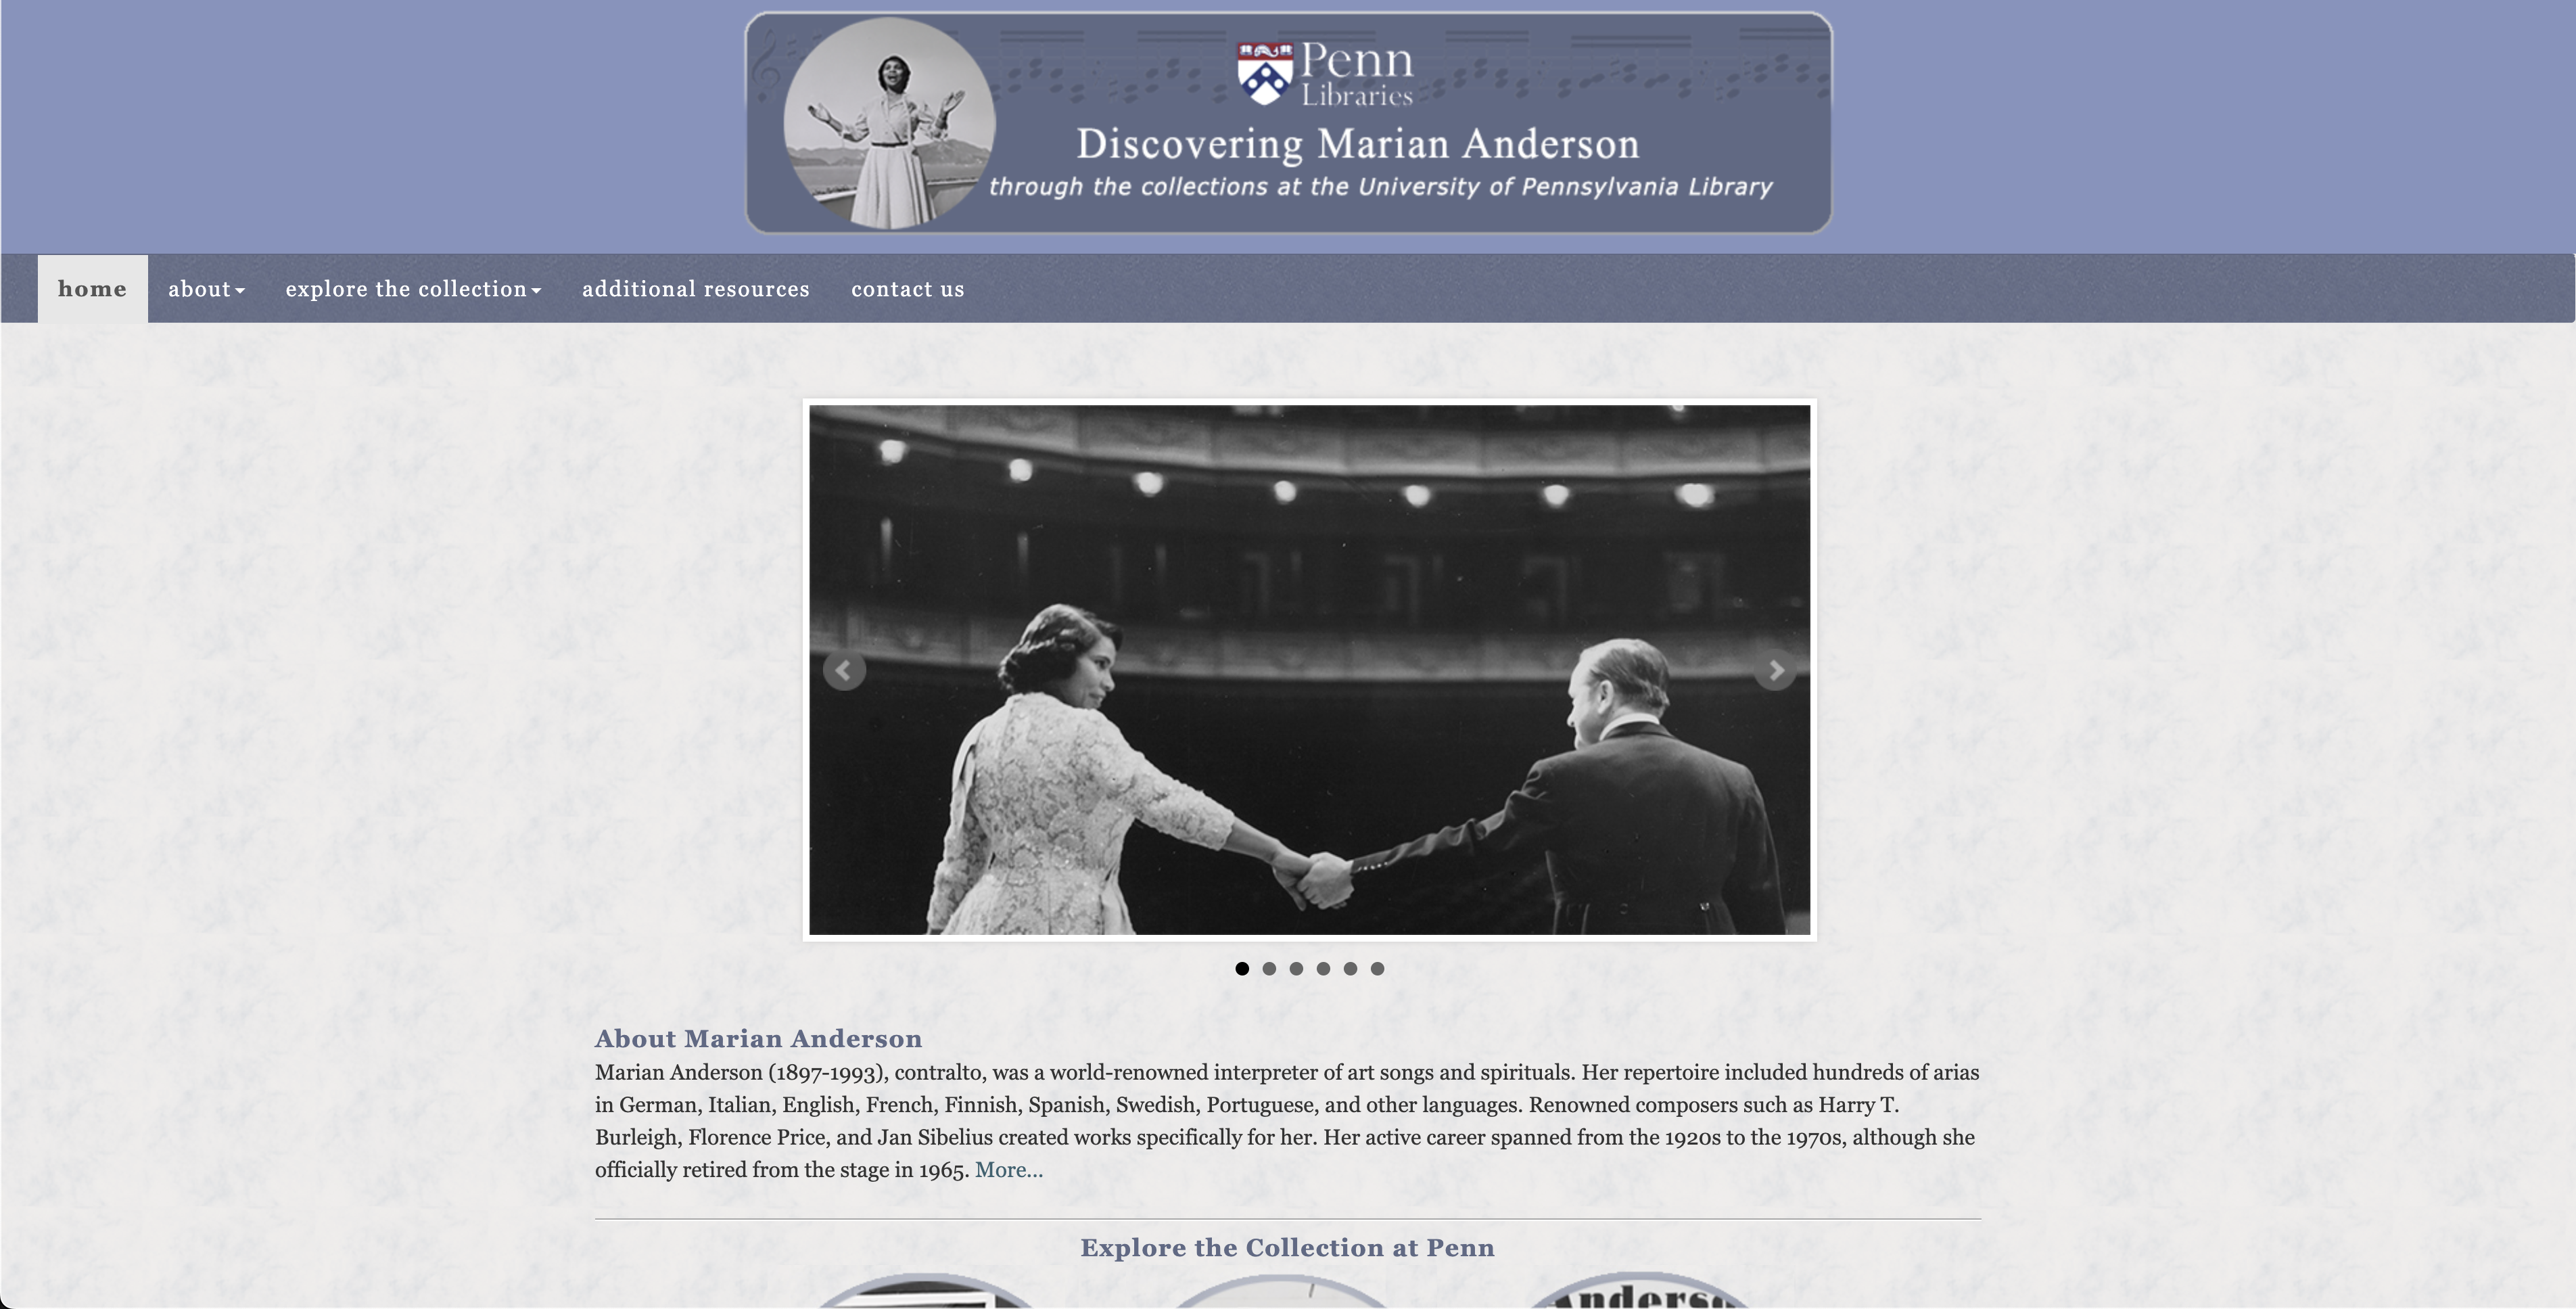 Penn
Libraries
Discovering Marian Anderson
through the collections at the University of Pennsylvania Library
home about explore the collection additional resources contact us
About Marian Anderson
Marian Anderson (1897-1993), contralto, was a world-renowned interpreter of art songs and spirituals. Her repertoire included hundreds of arias
in German, Italian, English, French, Finnish, Spanish, Swedish, Portuguese, and other languages. Renowned composers such as Harry T.
Burleigh, Florence Price, and Jan Sibelius created works specifically for her. Her active career spanned from the 1920s to the 1970s, although she
officially retired from the stage in 1965. More...
Explore the Collection at Penn